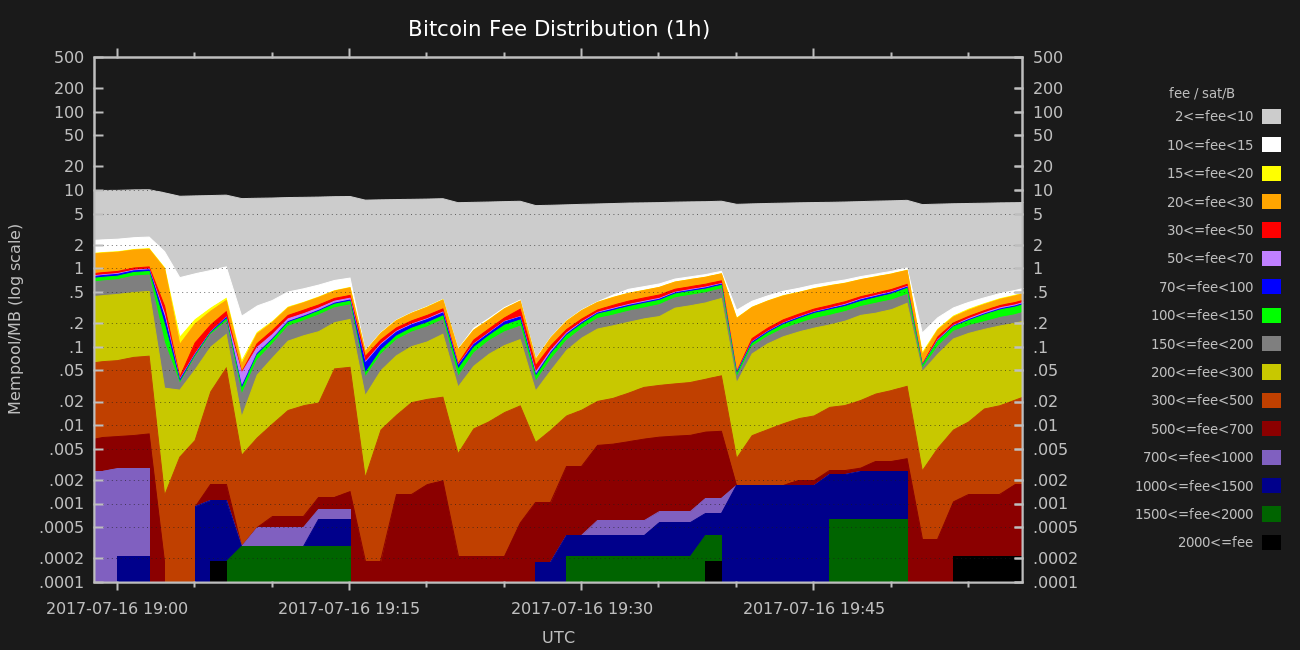 Bitcoin Fee Distribution (1h)
500
200
100
50
20
10
5
2
1
.5
.2
.1
.05
.02
.01
.005
.002
.001
.0005
.0002
.0001
Mempool/MB (log scale)
500
200
100
50
20
10
5
2
1
.5
.2
.1
.05
.02
.01
.005
.002
.001
.0005
.0002
.0001
2017-07-16 19:00
2017-07-16 19:15
2017-07-16 19:30
2017-07-16 19:45
UTC
fee / sat/B
2<=fee<10
10<=fee<15
15<=fee<20
20<=fee<30
30<=fee<50
50<=fee<70
70<=fee<100
100<=fee<150
150<=fee<200
200<=fee<300
300<=fee<500
500<=fee<700
700<=fee<1000
1000<=fee<1500
1500<=fee<2000
2000<=fee